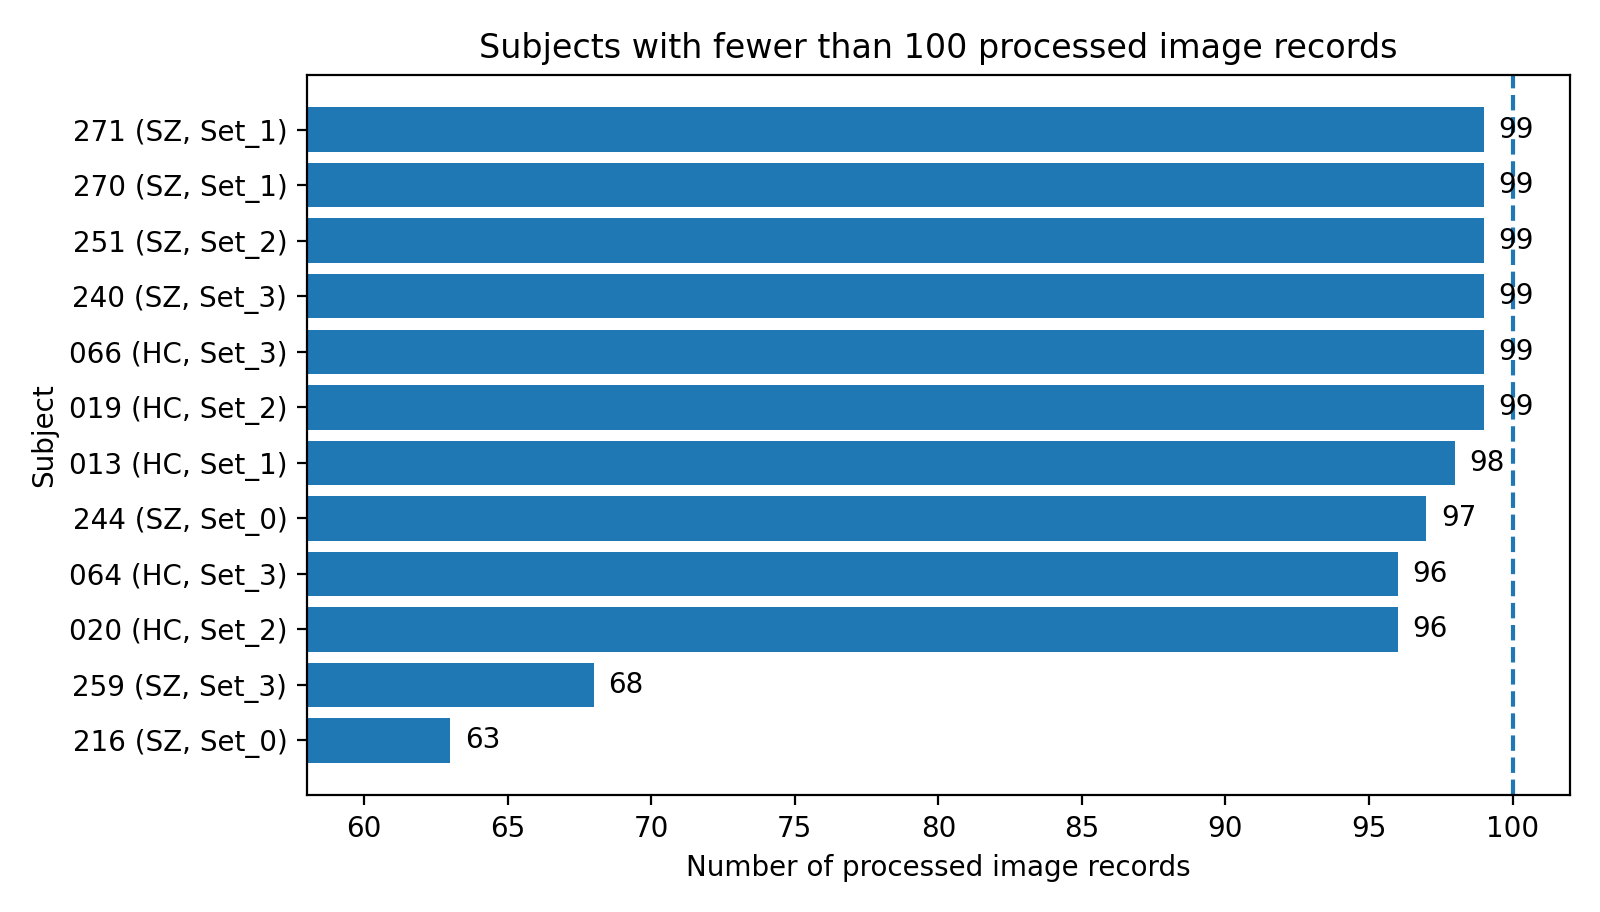 Subjects with fewer than 100 processed image records
271 (SZ, Set_1) 99
270 (SZ, Set_1) 99
251 (SZ, Set_2) 99
240 (SZ, Set_3) 99
066 (HC, Set_3) 99
019 (HC, Set_2) 99
013 (HC, Set_1) 98
244 (SZ, Set_0) 97
064 (HC, Set_3) 96
020 (HC, Set_2) 96
259 (SZ, Set_3) 68
216 (SZ, Set_0) 63
Subject
60 65 70 75 80 85 90 95 100
Number of processed image records